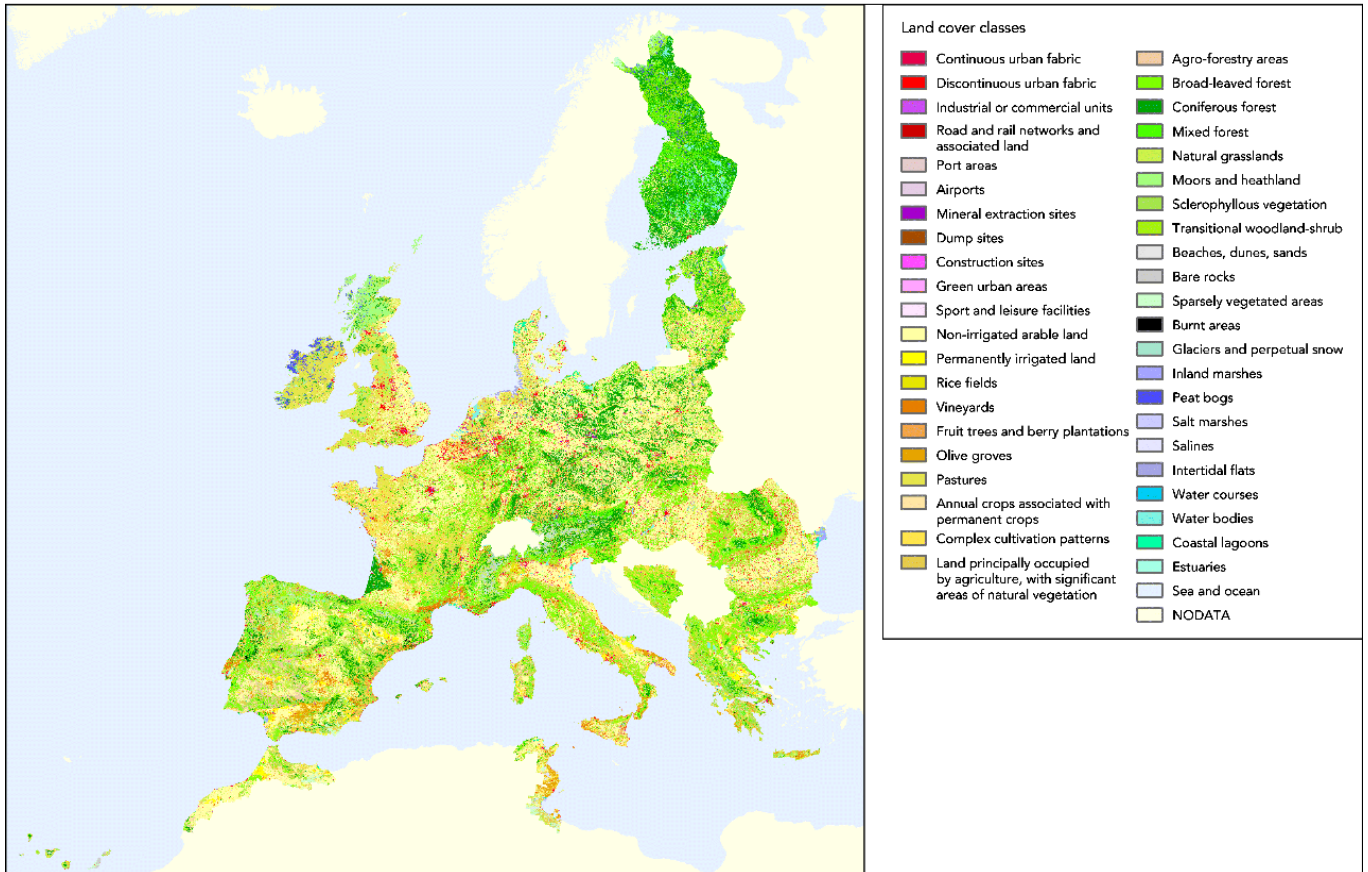 Land cover classes
Continuous urban fabric
Discontinuous urban fabric
Industrial or commercial units
Road and rail networks and
associated land
Port areas
Airports
Mineral extraction sites
Dump sites
Construction sites
Green urban areas
Sport and leisure facilities
Non-irrigated arable land
Permanently irrigated land
Rice fields
Vineyards
Fruit trees and berry plantations
Olive groves
Pastures
Annual crops associated with
permanent crops
Complex cultivation patterns
Land principally occupied
by agriculture, with significant
areas of natural vegetation
Agro-forestry areas
Broad-leaved forest
Coniferous forest
Mixed forest
Natural grasslands
Moors and heathland
Sclerophyllous vegetation
Transitional woodland-shrub
Beaches, dunes, sands
Bare rocks
Sparsely vegetated areas
Burnt areas
Glaciers and perpetual snow
Inland marshes
Peat bogs
Salt marshes
Salines
Intertidal flats
Water courses
Water bodies
Coastal lagoons
Estuaries
Sea and ocean
NODATA